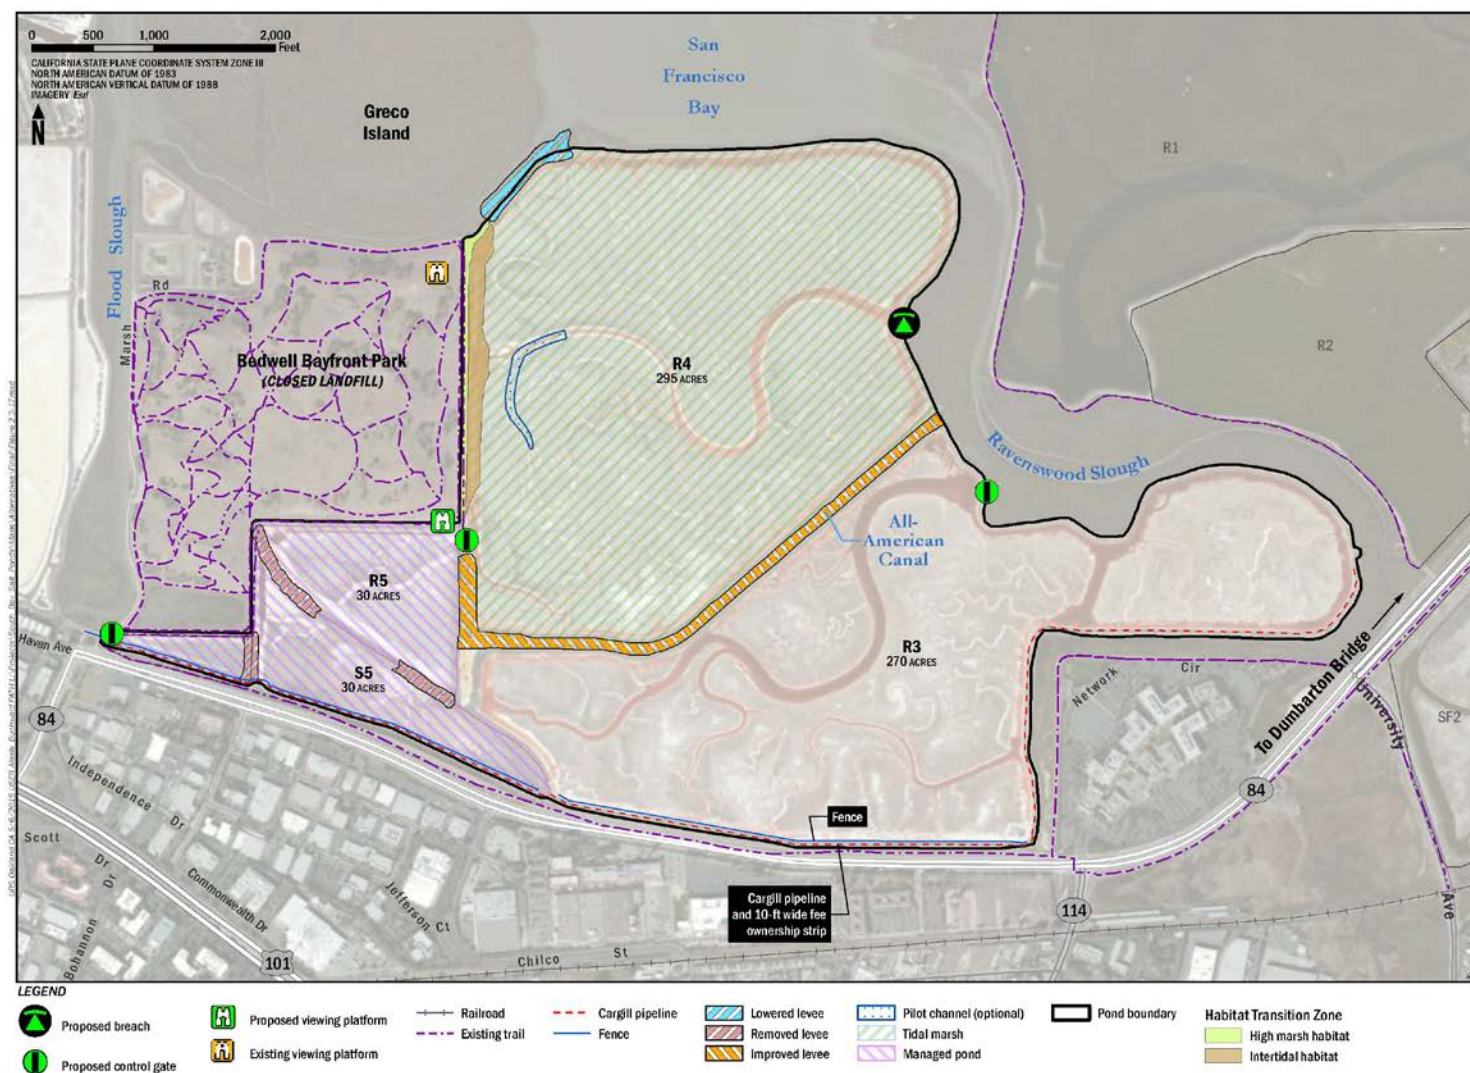 0 500 1,000 2,000
Feet
CALIFORNIA STATE PLANE COORDINATE SYSTEM ZONE III
NORTH AMERICAN DATUM OF 1983
NORTH AMERICAN VERTICAL DATUM OF 1988
IMAGERY Esri
N
Greco
Island
San
Francisco
Bay
R1
R2
Flood Slough
Marsh
Rd
Bedwell Bayfront Park
(CLOSED LANDFILL)
R4
295 ACRES
Ravenswood Slough
All-
American
Canal
R5
30 ACRES
S5
30 ACRES
R3
270 ACRES
Haven Ave
84
Network
Cir
To Dumbarton Bridge
University
Ave
SF2
84
Independence
Dr
Scott
Dr
Bohannon
Dr
Commonwealth Dr
Jefferson Ct
101
Chilco St
114
Fence
Cargill pipeline
and 10-ft wide fee
ownership strip
LEGEND
Proposed breach
Proposed control gate
Proposed viewing platform
Existing viewing platform
Railroad
Existing trail
Cargill pipeline
Fence
Lowered levee
Removed levee
Improved levee
Pilot channel (optional)
Tidal marsh
Managed pond
Pond boundary
Habitat Transition Zone
High marsh habitat
Intertidal habitat